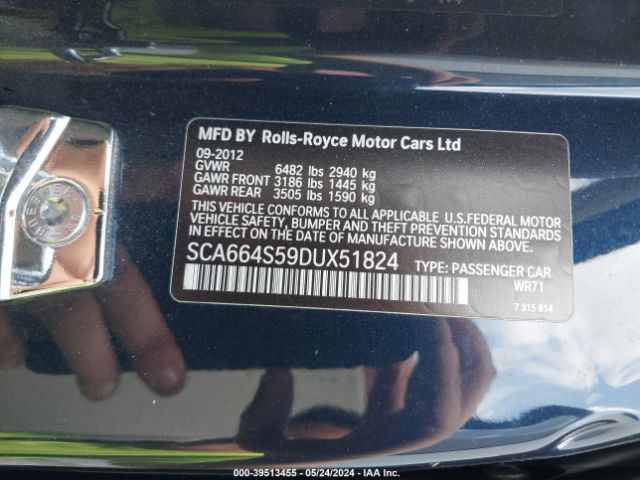 MFD BY Rolls-Royce Motor Cars Ltd
09-2012
GVWR 6482 lbs 2940 kg
GAWR FRONT 3186 lbs 1445 kg
GAWR REAR 3505 lbs 1590 kg
THIS VEHICLE CONFORMS TO ALL APPLICABLE U.S.FEDERAL MOTOR
VEHICLE SAFETY, BUMPER AND THEFT PREVENTION STANDARDS
IN EFFECT ON THE DATE OF MANUFACTURE SHOWN ABOVE.
SCA664S59DUX51824 TYPE: PASSENGER CAR
WR71
7 315 814
000-39513455 - 05/24/2024 - IAA Inc.